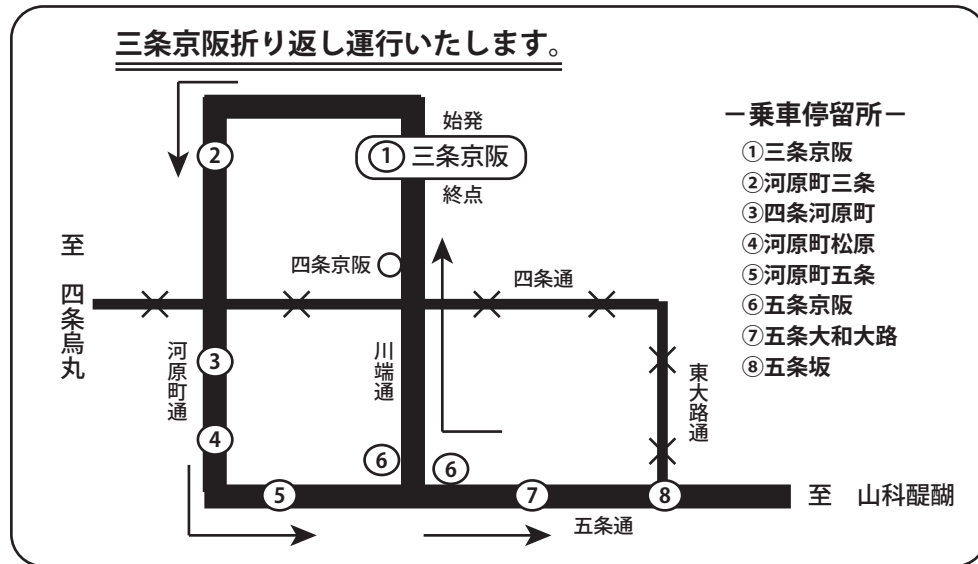 三条京阪折り返し運行いたします。
始発
①三条京阪
終点
②
四条京阪
四条通
至 四条烏丸
③
河原町通
川端通
東大路通
④
⑥
⑥
⑤
⑦
⑧
至 山科醍醐
五条通
－乗車停留所－
①三条京阪
②河原町三条
③四条河原町
④河原町松原
⑤河原町五条
⑥五条京阪
⑦五条大和大路
⑧五条坂